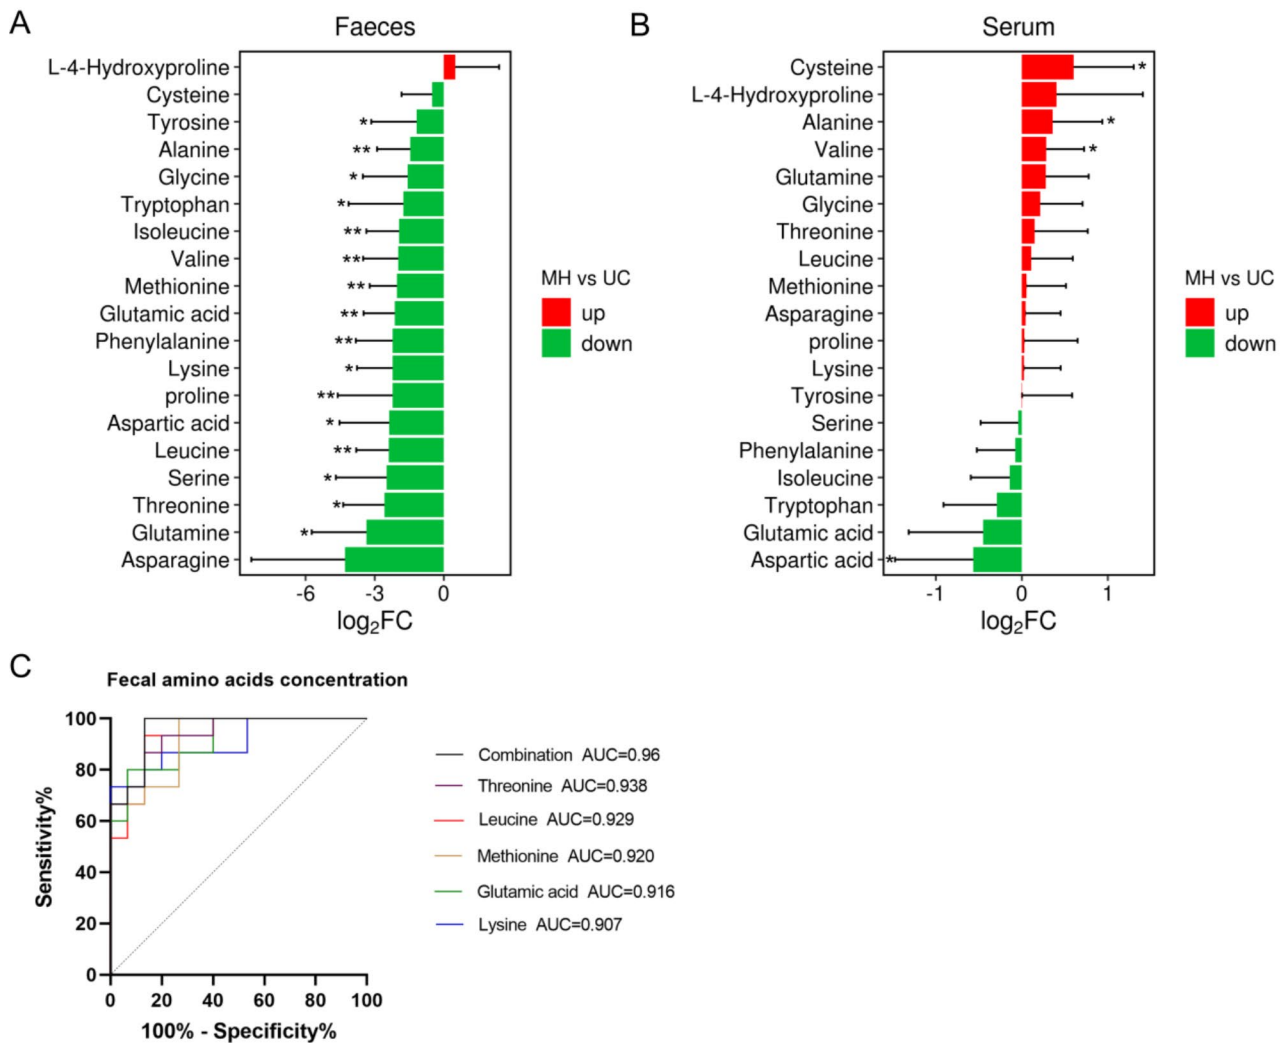 A
Faeces
L-4-Hydroxyproline
Cysteine
Tyrosine *
Alanine **
Glycine *
Tryptophan *
Isoleucine **
Valine **
Methionine **
Glutamic acid **
Phenylalanine **
Lysine *
proline **
Aspartic acid *
Leucine **
Serine *
Threonine *
Glutamine *
Asparagine
-6 -3 0
log2FC
MH vs UC
up
down
B
Serum
Cysteine *
L-4-Hydroxyproline
Alanine *
Valine *
Glutamine
Glycine
Threonine
Leucine
Methionine
Asparagine
proline
Lysine
Tyrosine
Serine
Phenylalanine
Isoleucine
Tryptophan
Glutamic acid
Aspartic acid *
-1 0 1
log2FC
MH vs UC
up
down
C
Fecal amino acids concentration
Sensitivity%
100
80
60
40
20
0
0 20 40 60 80 100
100% - Specificity%
Combination AUC=0.96
Threonine AUC=0.938
Leucine AUC=0.929
Methionine AUC=0.920
Glutamic acid AUC=0.916
Lysine AUC=0.907